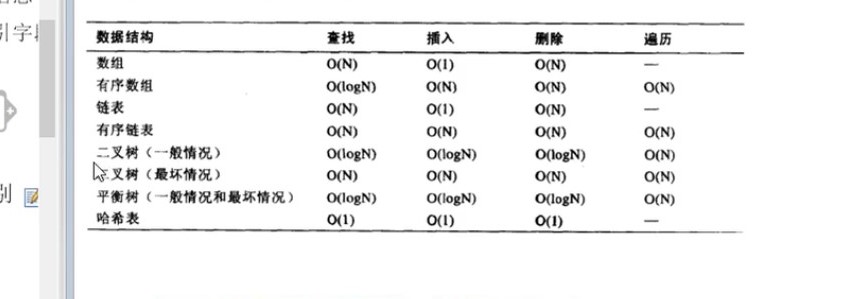 引字
别
数据结构 查找 插入 删除 遍历
数组 O(N) O(1) O(N) —
有序数组 O(logN) O(N) O(N) O(N)
链表 O(N) O(1) O(N) —
有序链表 O(N) O(N) O(N) O(N)
二叉树（一般情况） O(logN) O(logN) O(logN) O(N)
叉树（最坏情况） O(N) O(N) O(N) O(N)
平衡树（一般情况和最坏情况） O(logN) O(logN) O(logN) O(N)
哈希表 O(1) O(1) O(1) —